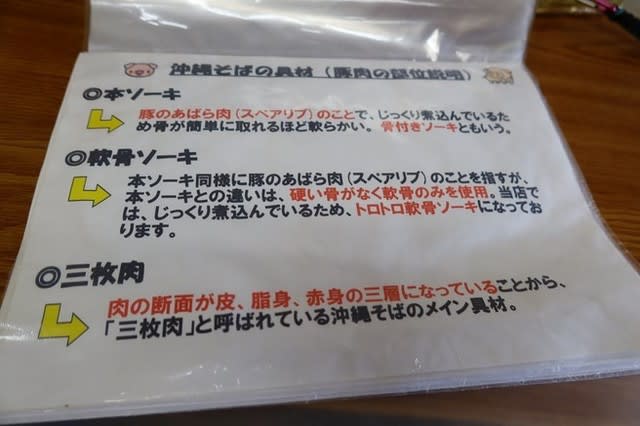 沖縄そばの具材（豚肉の部位説明）
◎本ソーキ
豚のあばら肉（スペアリブ）のことで、じっくり煮込んでいるた
め骨が簡単に取れるほど軟らかい。骨付きソーキともいう。
◎軟骨ソーキ
本ソーキ同様に豚のあばら肉（スペアリブ）のことを指すが、
本ソーキとの違いは、硬い骨がなく軟骨のみを使用。当店で
は、じっくり煮込んでいるため、トロトロ軟骨ソーキになってお
ります。
◎三枚肉
肉の断面が皮、脂身、赤身の三層になっていることから、
「三枚肉」と呼ばれている沖縄そばのメイン具材。